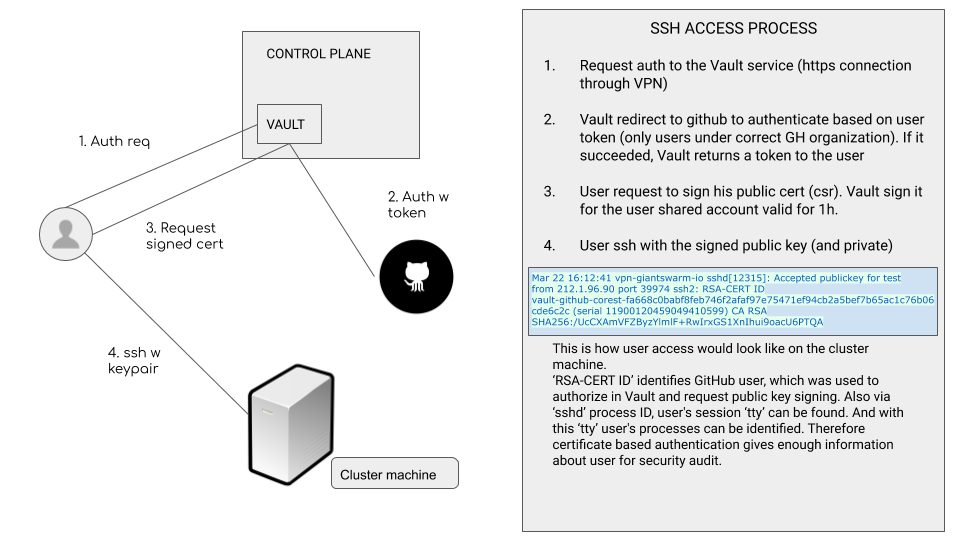 CONTROL PLANE
VAULT
1. Auth req
2. Auth w
token
3. Request
signed cert
4. ssh w
keypair
Cluster machine
SSH ACCESS PROCESS
1. Request auth to the Vault service (https connection
through VPN)
2. Vault redirect to github to authenticate based on user
token (only users under correct GH organization). If it
succeeded, Vault returns a token to the user
3. User request to sign his public cert (csr). Vault sign it
for the user shared account valid for 1h.
4. User ssh with the signed public key (and private)
Mar 22 16:12:41 vpn-giantswarm-io sshd[12315]: Accepted publickey for test
from 212.1.96.90 port 39974 ssh2: RSA-CERT ID
vault-github-corest-fa668c0babf8feb746f2afaf97e75471ef94cb2a5bef7b65ac1c76b06
cde6c2c (serial 11900120459049410599) CA RSA
SHA256:/UcCXAmVFZByzYlmlF+RwIrxGS1XnIhui9oacU6PTQA
This is how user access would look like on the cluster
machine.
‘RSA-CERT ID’ identifies GitHub user, which was used to
authorize in Vault and request public key signing. Also via
‘sshd’ process ID, user's session ‘tty’ can be found. And with
this ‘tty’ user's processes can be identified. Therefore
certificate based authentication gives enough information
about user for security audit.